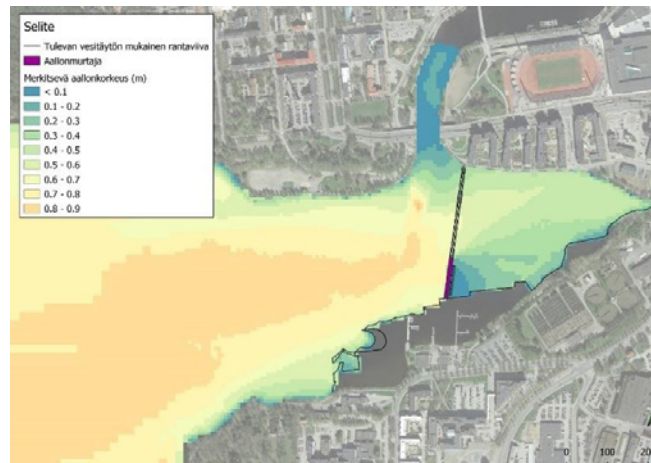 Selite
Tulevan vesitäytön mukainen rantaviiva
Aallonmurtaja
Merkitsevä aallonkorkeus (m)
< 0.1
0.1 - 0.2
0.2 - 0.3
0.3 - 0.4
0.4 - 0.5
0.5 - 0.6
0.6 - 0.7
0.7 - 0.8
0.8 - 0.9
0 100 20